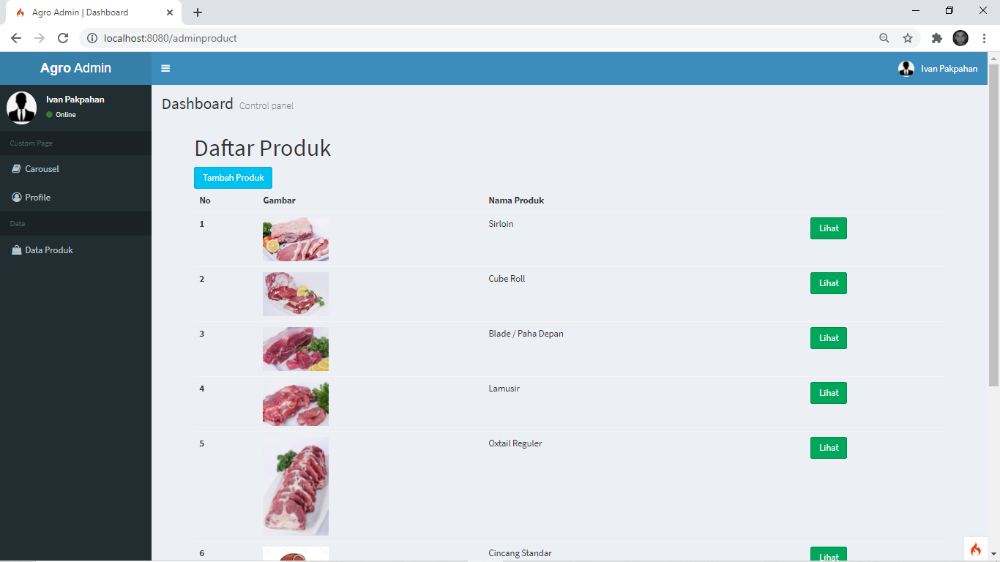 Agro Admin | Dashboard
localhost:8080/adminproduct
Agro Admin
Ivan Pakpahan
Ivan Pakpahan
Online
Custom Page
Carousel
Profile
Data
Data Produk
Dashboard Control panel
Daftar Produk
Tambah Produk
No Gambar Nama Produk
1 Sirloin Lihat
2 Cube Roll Lihat
3 Blade / Paha Depan Lihat
4 Lamusir Lihat
5 Oxtail Reguler Lihat
6 Cincang Standar Lihat